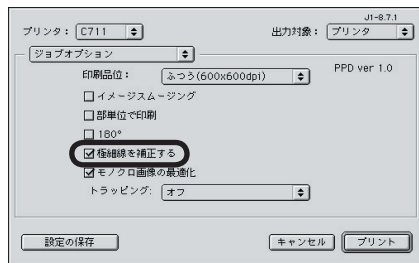 J1-8.7.1
プリンタ： C711 出力対象： プリンタ
ジョブオプション
印刷品位： ふつう(600x600dpi) PPD ver 1.0
イメージスムージング
部単位で印刷
180°
極細線を補正する
モノクロ画像の最適化
トラッピング: オフ
設定の保存 キャンセル プリント